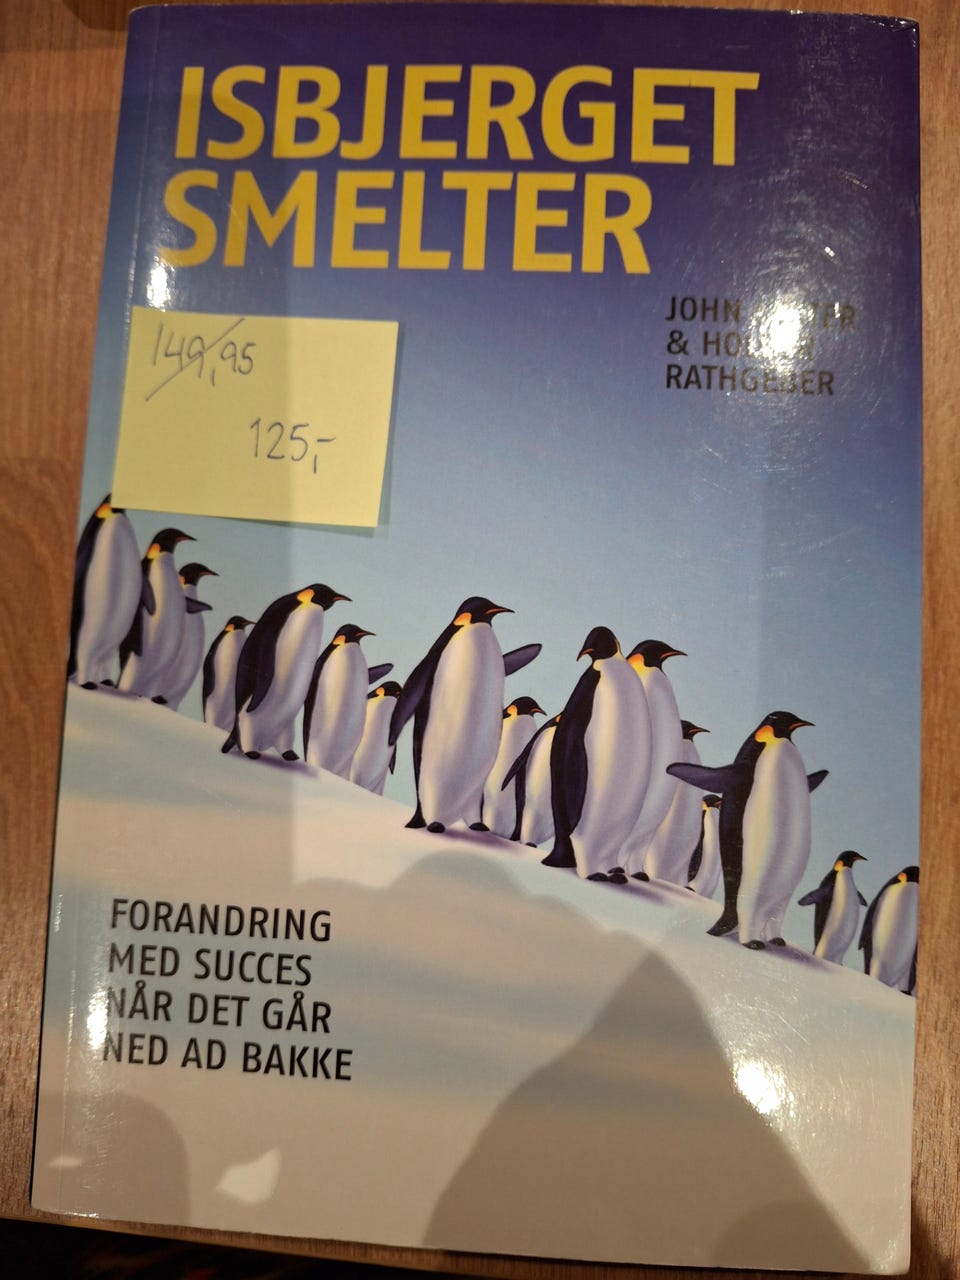 ISBJERGET
SMELTER
JOHN
& 
RATHGEBER
149,95
125,-
FORANDRING
MED SUCCES
NÅR DET GÅR
NED AD BAKKE